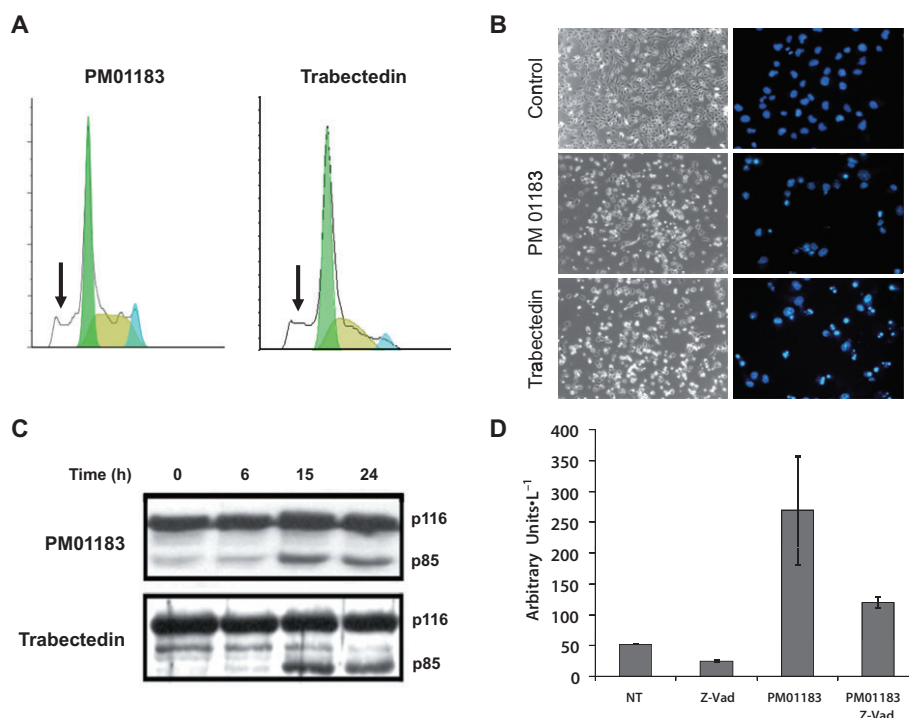 A
PM01183
Trabectedin
B
Control
PM 01183
Trabectedin
C
Time (h) 0 6 15 24
PM01183
p116
p85
Trabectedin
p116
p85
D
Arbitrary Units•L⁻¹
400
350
300
250
200
150
100
50
0
NT Z-Vad PM01183 PM01183
Z-Vad